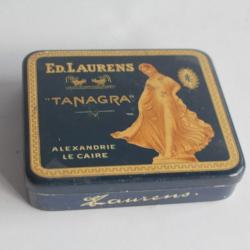 ED. LAURENS
"TANAGRA"
ALEXANDRIE
LE CAIRE
Laurens.